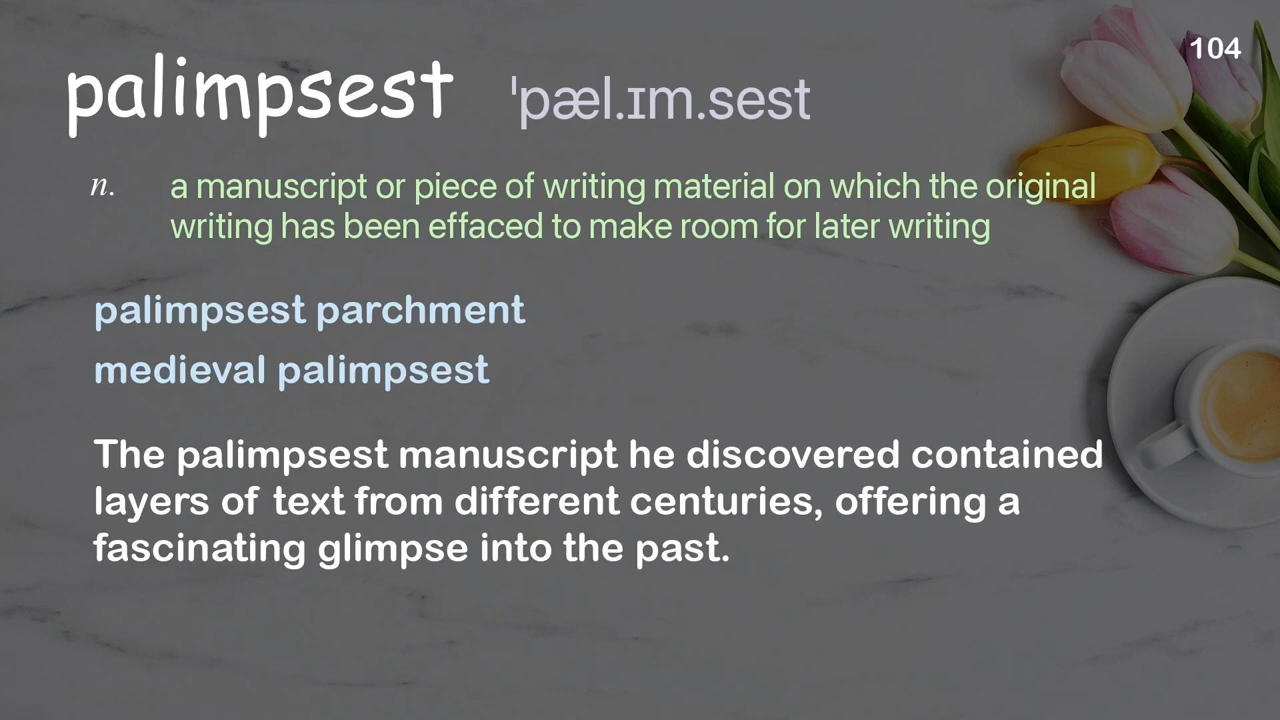 104
palimpsest ˈpæl.ɪm.sest
n. a manuscript or piece of writing material on which the original
writing has been effaced to make room for later writing
palimpsest parchment
medieval palimpsest
The palimpsest manuscript he discovered contained
layers of text from different centuries, offering a
fascinating glimpse into the past.